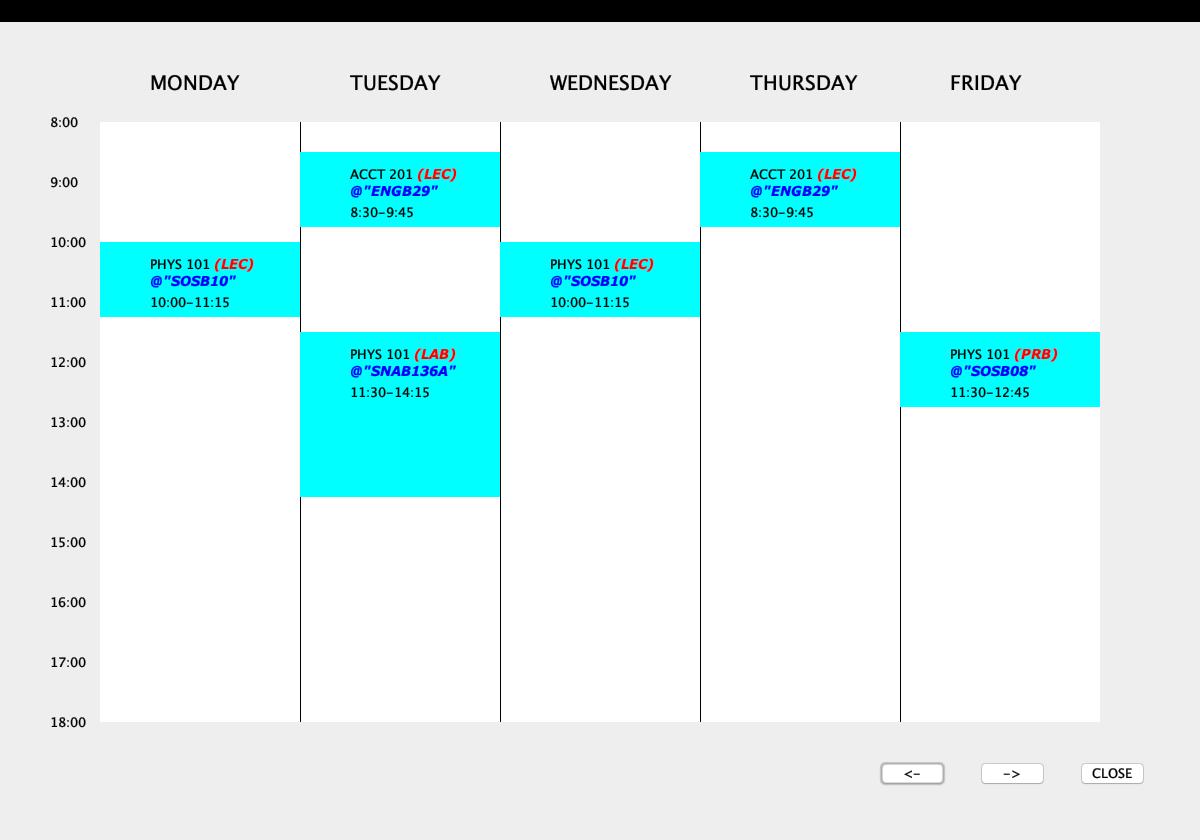 MONDAY TUESDAY WEDNESDAY THURSDAY FRIDAY
8:00
ACCT 201 (LEC) ACCT 201 (LEC)
9:00 @"ENGB29" @"ENGB29"
8:30-9:45 8:30-9:45
10:00
PHYS 101 (LEC) PHYS 101 (LEC)
@"SOSB10" @"SOSB10"
11:00 10:00-11:15 10:00-11:15
PHYS 101 (LAB) PHYS 101 (PRB)
12:00 @"SNAB136A" @"SOSB08"
11:30-14:15 11:30-12:45
13:00
14:00
15:00
16:00
17:00
18:00
<- -> CLOSE